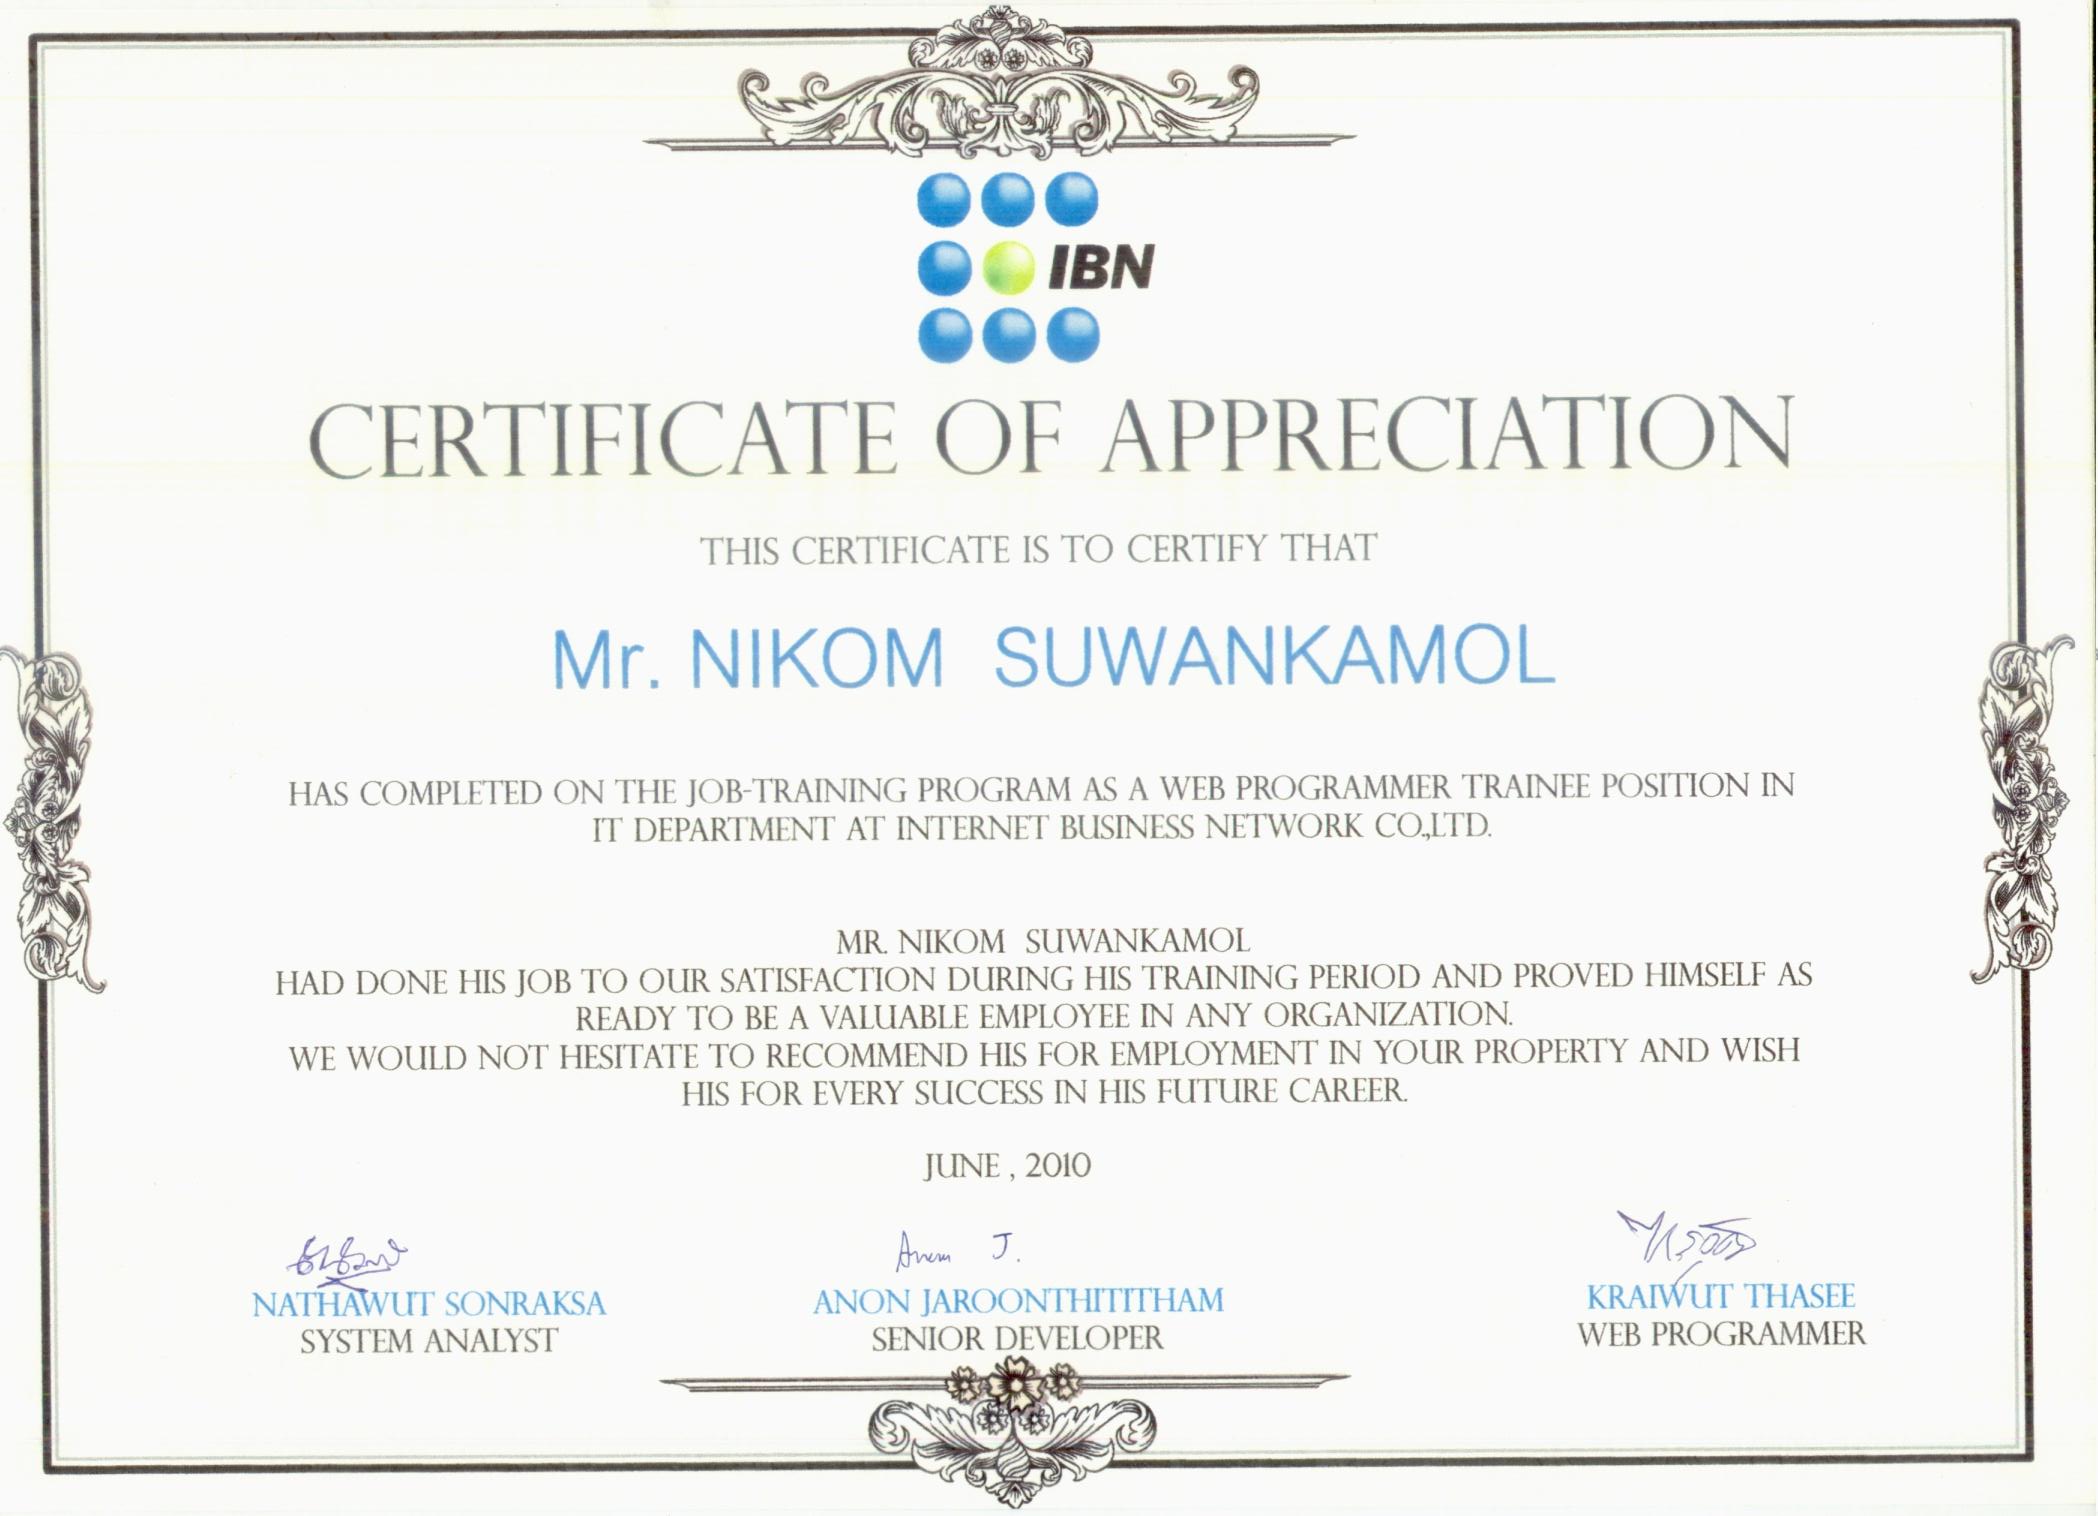 IBN
CERTIFICATE OF APPRECIATION
THIS CERTIFICATE IS TO CERTIFY THAT
Mr. NIKOM SUWANKAMOL
HAS COMPLETED ON THE JOB-TRAINING PROGRAM AS A WEB PROGRAMMER TRAINEE POSITION IN
IT DEPARTMENT AT INTERNET BUSINESS NETWORK CO.,LTD.
MR. NIKOM SUWANKAMOL
HAD DONE HIS JOB TO OUR SATISFACTION DURING HIS TRAINING PERIOD AND PROVED HIMSELF AS
READY TO BE A VALUABLE EMPLOYEE IN ANY ORGANIZATION.
WE WOULD NOT HESITATE TO RECOMMEND HIS FOR EMPLOYMENT IN YOUR PROPERTY AND WISH
HIS FOR EVERY SUCCESS IN HIS FUTURE CAREER.
JUNE , 2010
Anon J.
NATHAWUT SONRAKSA
ANON JAROONTHITITHAM
KRAIWUT THASEE
SYSTEM ANALYST
SENIOR DEVELOPER
WEB PROGRAMMER